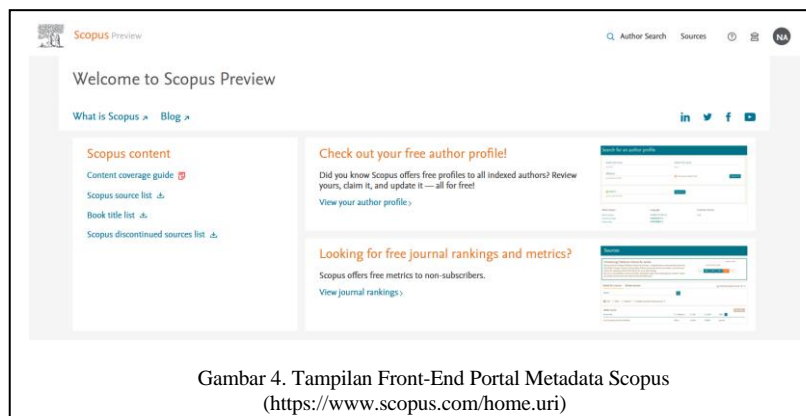 Scopus Preview
Author Search Sources NA
Welcome to Scopus Preview
What is Scopus Blog
Scopus content
Content coverage guide
Scopus source list
Book title list
Scopus discontinued sources list
Check out your free author profile!
Did you know Scopus offers free profiles to all indexed authors? Review
yours, claim it, and update it — all for free!
View your author profile
Search for an author profile
Looking for free journal rankings and metrics?
Scopus offers free metrics to non-subscribers.
View journal rankings
Sources
Gambar 4. Tampilan Front-End Portal Metadata Scopus
(https://www.scopus.com/home.uri)